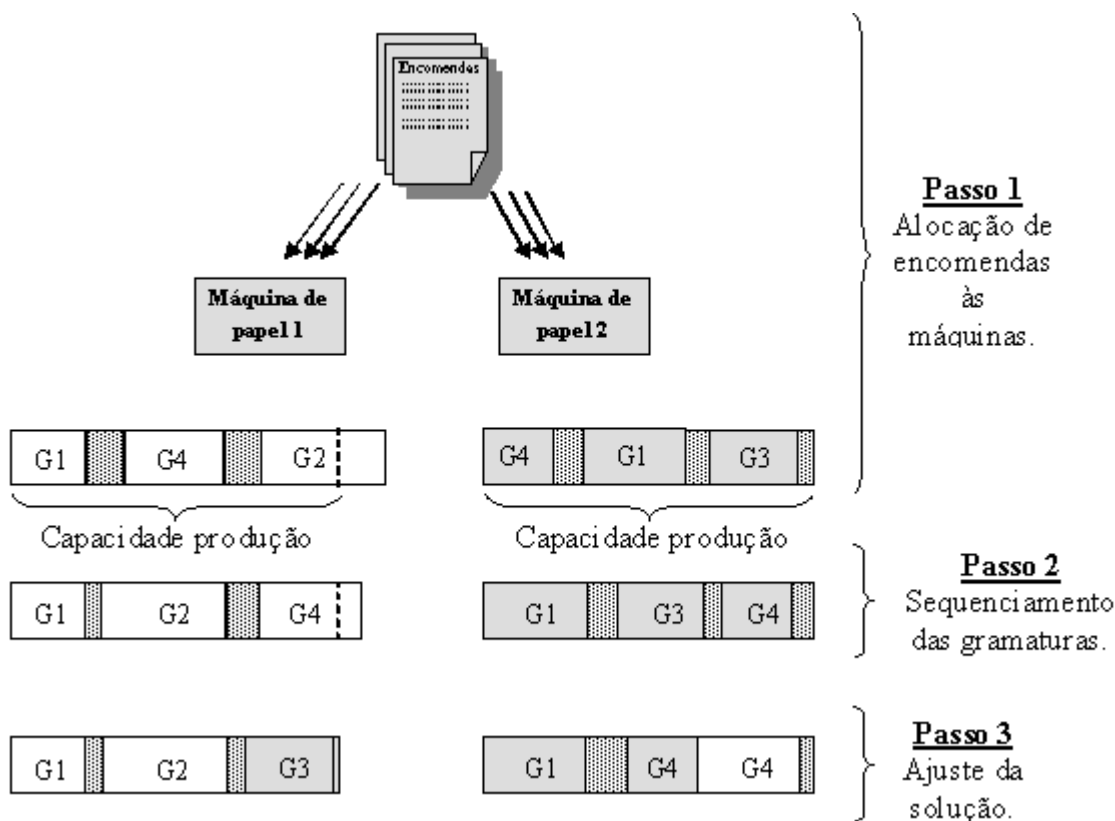 Encomendas
Passo 1
Alocação de
encomendas
às
máquinas.
Máquina de
papel 1
Máquina de
papel 2
G1 G4 G2
G4 G1 G3
Capacidade produção
Capacidade produção
Passo 2
Sequenciamento
das gramaturas.
G1 G2 G4
G1 G3 G4
Passo 3
Ajuste da
solução.
G1 G2 G3
G1 G4 G4